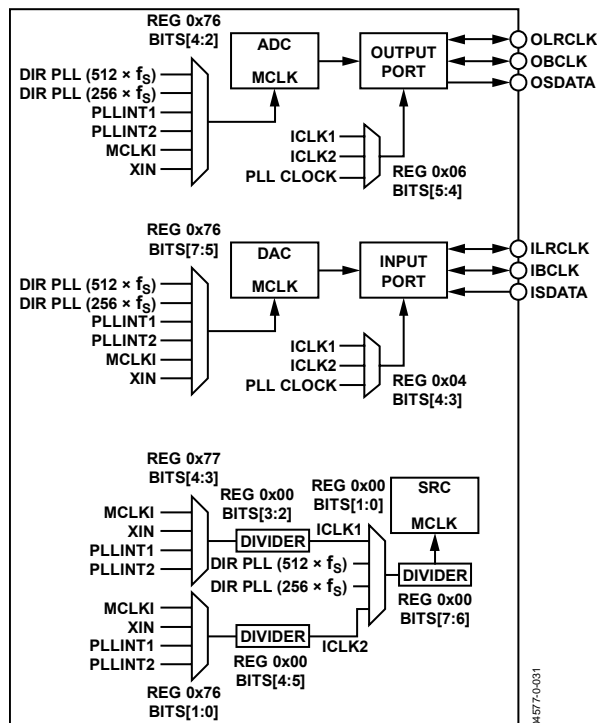 REG 0x76
BITS[4:2]
DIR PLL (512 × fS)
DIR PLL (256 × fS)
PLLINT1
PLLINT2
MCLKI
XIN
ADC
MCLK
OUTPUT
PORT
OLRCLK
OBCLK
OSDATA
ICLK1
ICLK2
PLL CLOCK
REG 0x06
BITS[5:4]
REG 0x76
BITS[7:5]
DIR PLL (512 × fS)
DIR PLL (256 × fS)
PLLINT1
PLLINT2
MCLKI
XIN
DAC
MCLK
INPUT
PORT
ILRCLK
IBCLK
ISDATA
ICLK1
ICLK2
PLL CLOCK
REG 0x04
BITS[4:3]
REG 0x77
BITS[4:3]
MCLKI
XIN
PLLINT1
PLLINT2
REG 0x00
BITS[3:2]
DIVIDER
ICLK1
REG 0x00
BITS[1:0]
DIR PLL (512 × fS)
DIR PLL (256 × fS)
SRC
MCLK
DIVIDER
REG 0x00
BITS[7:6]
MCLKI
XIN
PLLINT1
PLLINT2
DIVIDER
ICLK2
REG 0x00
BITS[4:5]
REG 0x76
BITS[1:0]
04577-0-031